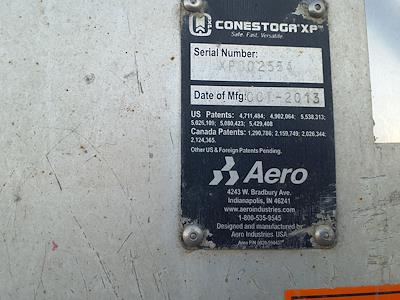 CONESTOGA XP™
Safe. Fast. Versatile.
Serial Number:
XP002554
Date of Mfg: OCT-2013
US Patents: 4,711,484; 4,902,064; 5,538,313;
5,026,109; 5,080,423; 5,429,408
Canada Patents: 1,290,786; 2,159,749; 2,026,344;
2,124,365.
Other US & Foreign Patents Pending.
Aero
4243 W. Bradbury Ave.
Indianapolis, IN 46241
www.aeroindustries.com
1-800-535-9545
Designed and manufactured by
Aero Industries USA
Aero P/N